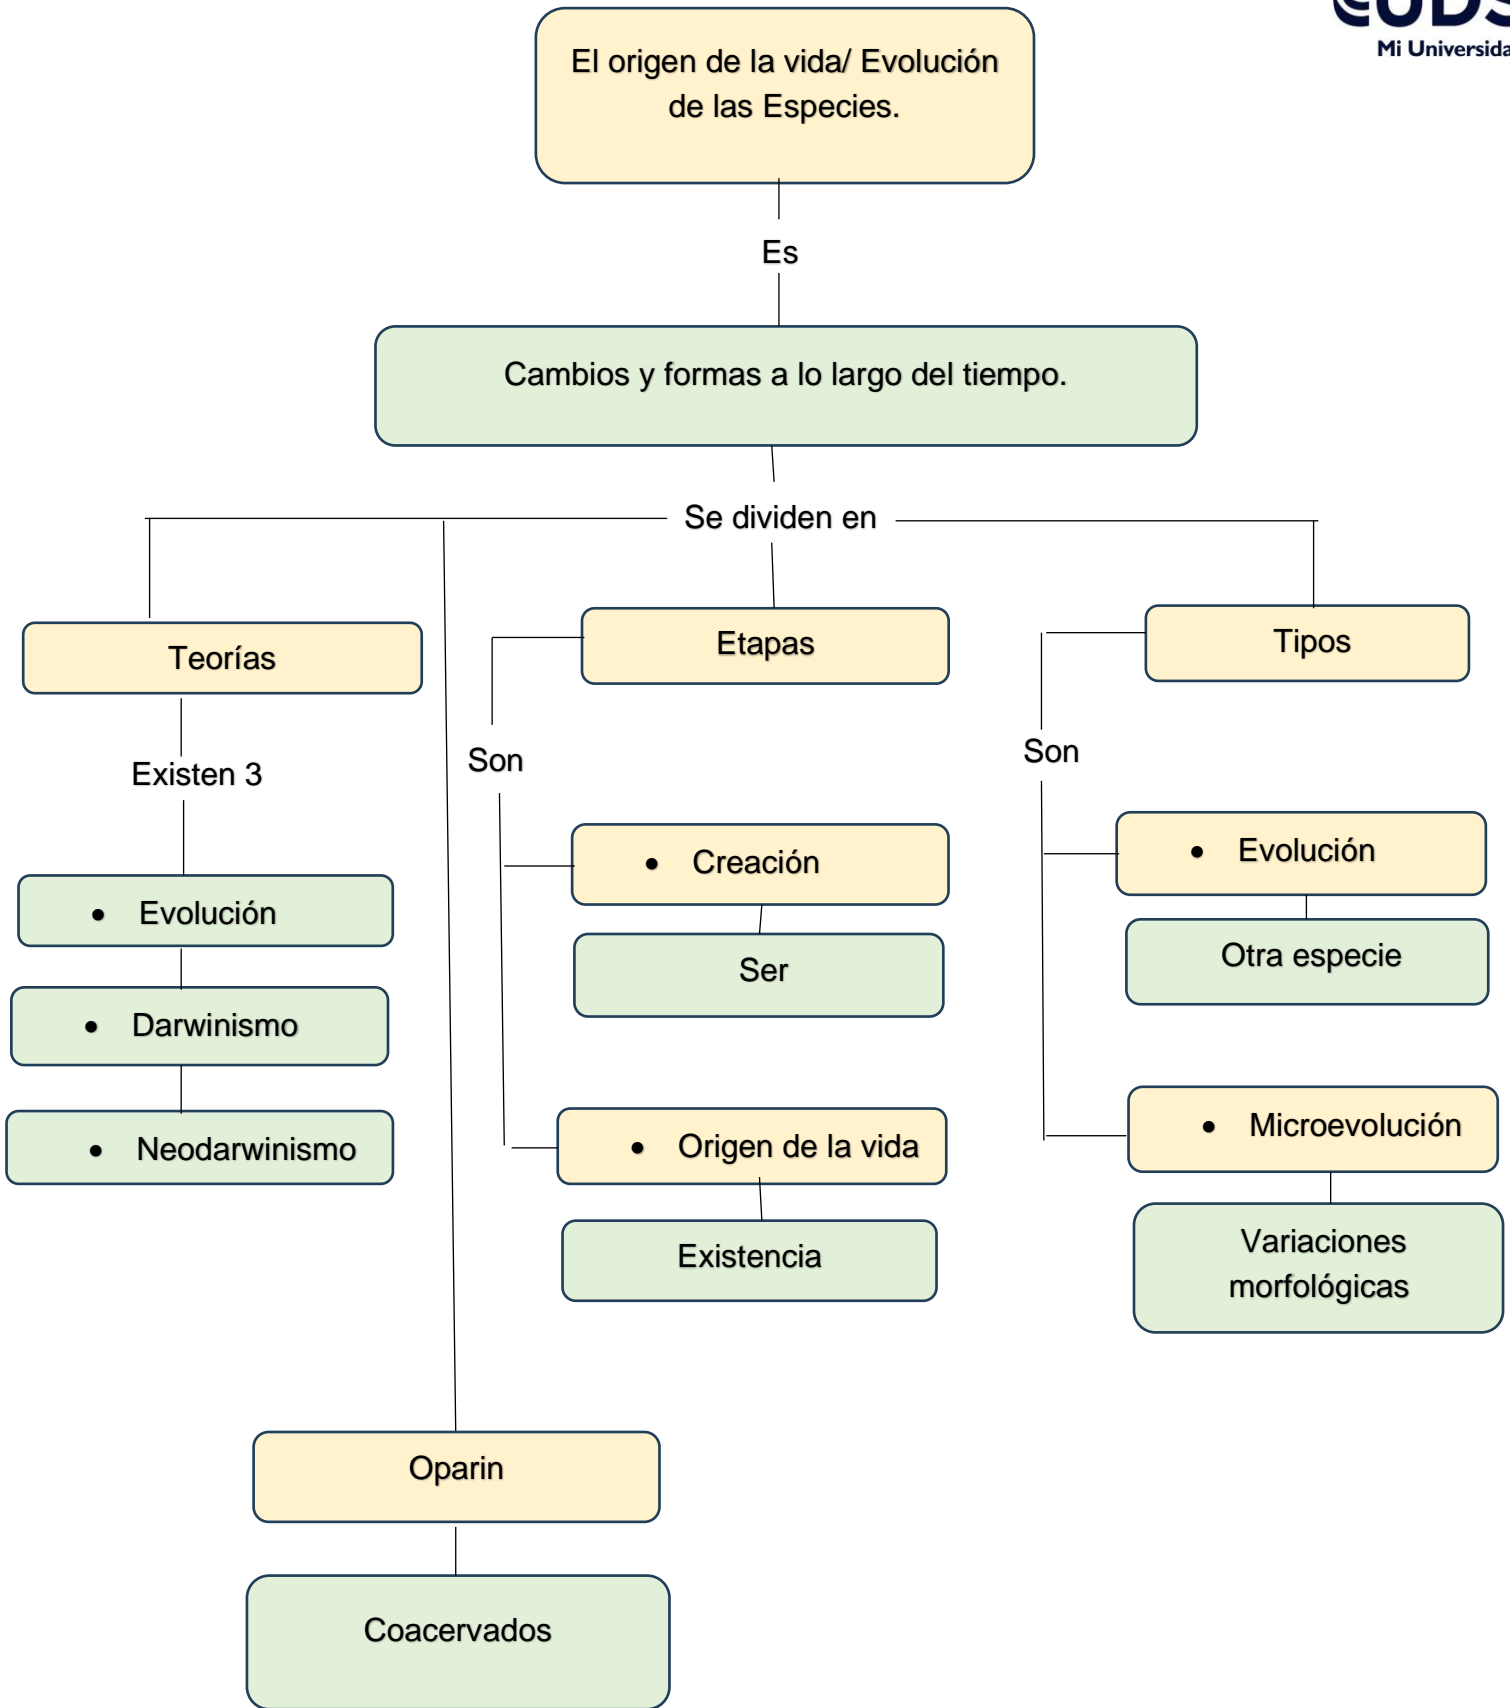 UDS
Mi Universida
El origen de la vida/ Evolución
de las Especies.
Es
Cambios y formas a lo largo del tiempo.
Se dividen en
Teorías
Existen 3
• Evolución
• Darwinismo
• Neodarwinismo
Oparin
Coacervados
Etapas
Son
• Creación
Ser
• Origen de la vida
Existencia
Tipos
Son
• Evolución
Otra especie
• Microevolución
Variaciones
morfológicas